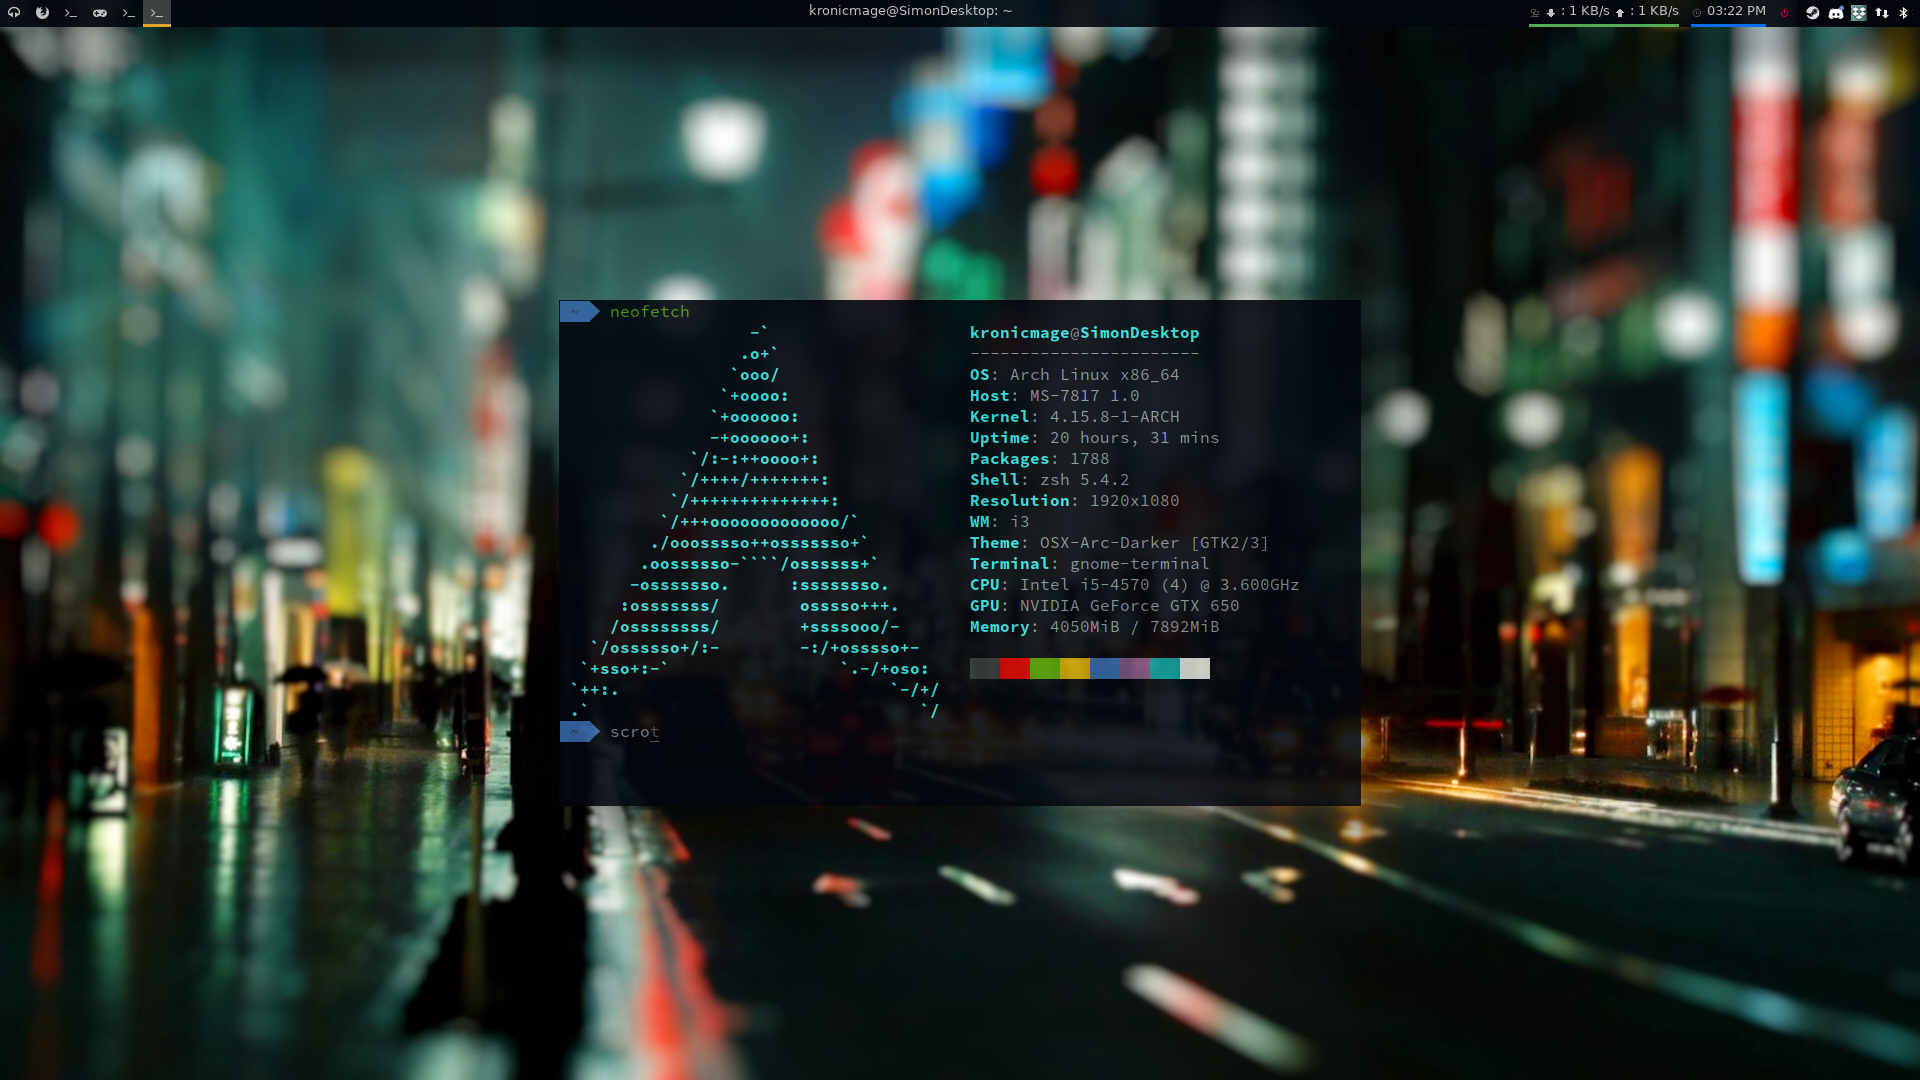 kronicmage@SimonDesktop: ~
: 1 KB/s : 1 KB/s 03:22 PM
~ neofetch
-`
.o+`
`ooo/
`+oooo:
`+oooooo:
-+oooooo+:
`/:-:++oooo+:
`/++++/+++++++:
`/++++++++++++++:
`/+++ooooooooooooo/`
./ooosssso++osssssso+`
.oossssso-````/ossssss+`
-osssssso. :ssssssso.
:osssssss/ osssso+++.
/ossssssss/ +ssssooo/-
`/ossssso+/:- -:/+osssso+-
`+sso+:-` `.-/+oso:
`++:. `-/+/
.` `/
kronicmage@SimonDesktop
-----------------------
OS: Arch Linux x86_64
Host: MS-7817 1.0
Kernel: 4.15.8-1-ARCH
Uptime: 20 hours, 31 mins
Packages: 1788
Shell: zsh 5.4.2
Resolution: 1920x1080
WM: i3
Theme: OSX-Arc-Darker [GTK2/3]
Terminal: gnome-terminal
CPU: Intel i5-4570 (4) @ 3.600GHz
GPU: NVIDIA GeForce GTX 650
Memory: 4050MiB / 7892MiB
~ scrot